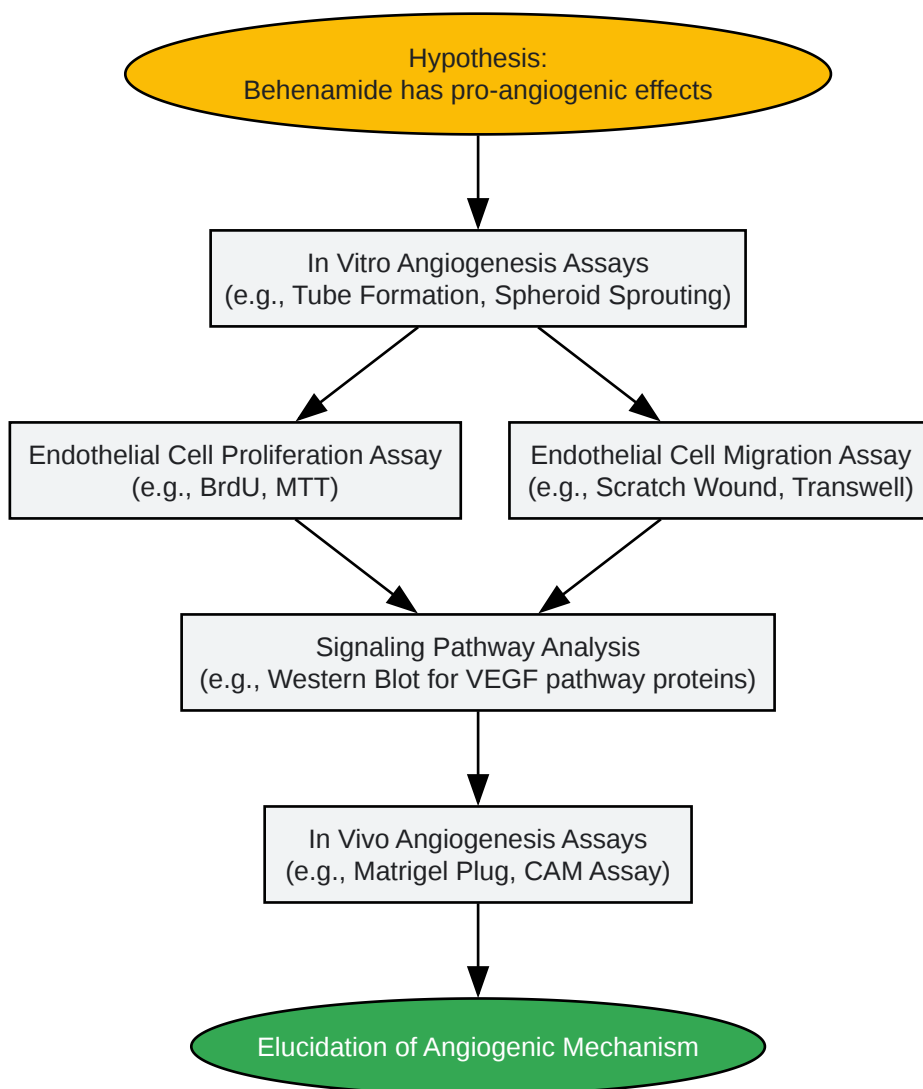 Hypothesis:
Behenamide has pro-angiogenic effects
In Vitro Angiogenesis Assays
(e.g., Tube Formation, Spheroid Sprouting)
Endothelial Cell Proliferation Assay
(e.g., BrdU, MTT)
Endothelial Cell Migration Assay
(e.g., Scratch Wound, Transwell)
Signaling Pathway Analysis
(e.g., Western Blot for VEGF pathway proteins)
In Vivo Angiogenesis Assays
(e.g., Matrigel Plug, CAM Assay)
Elucidation of Angiogenic Mechanism